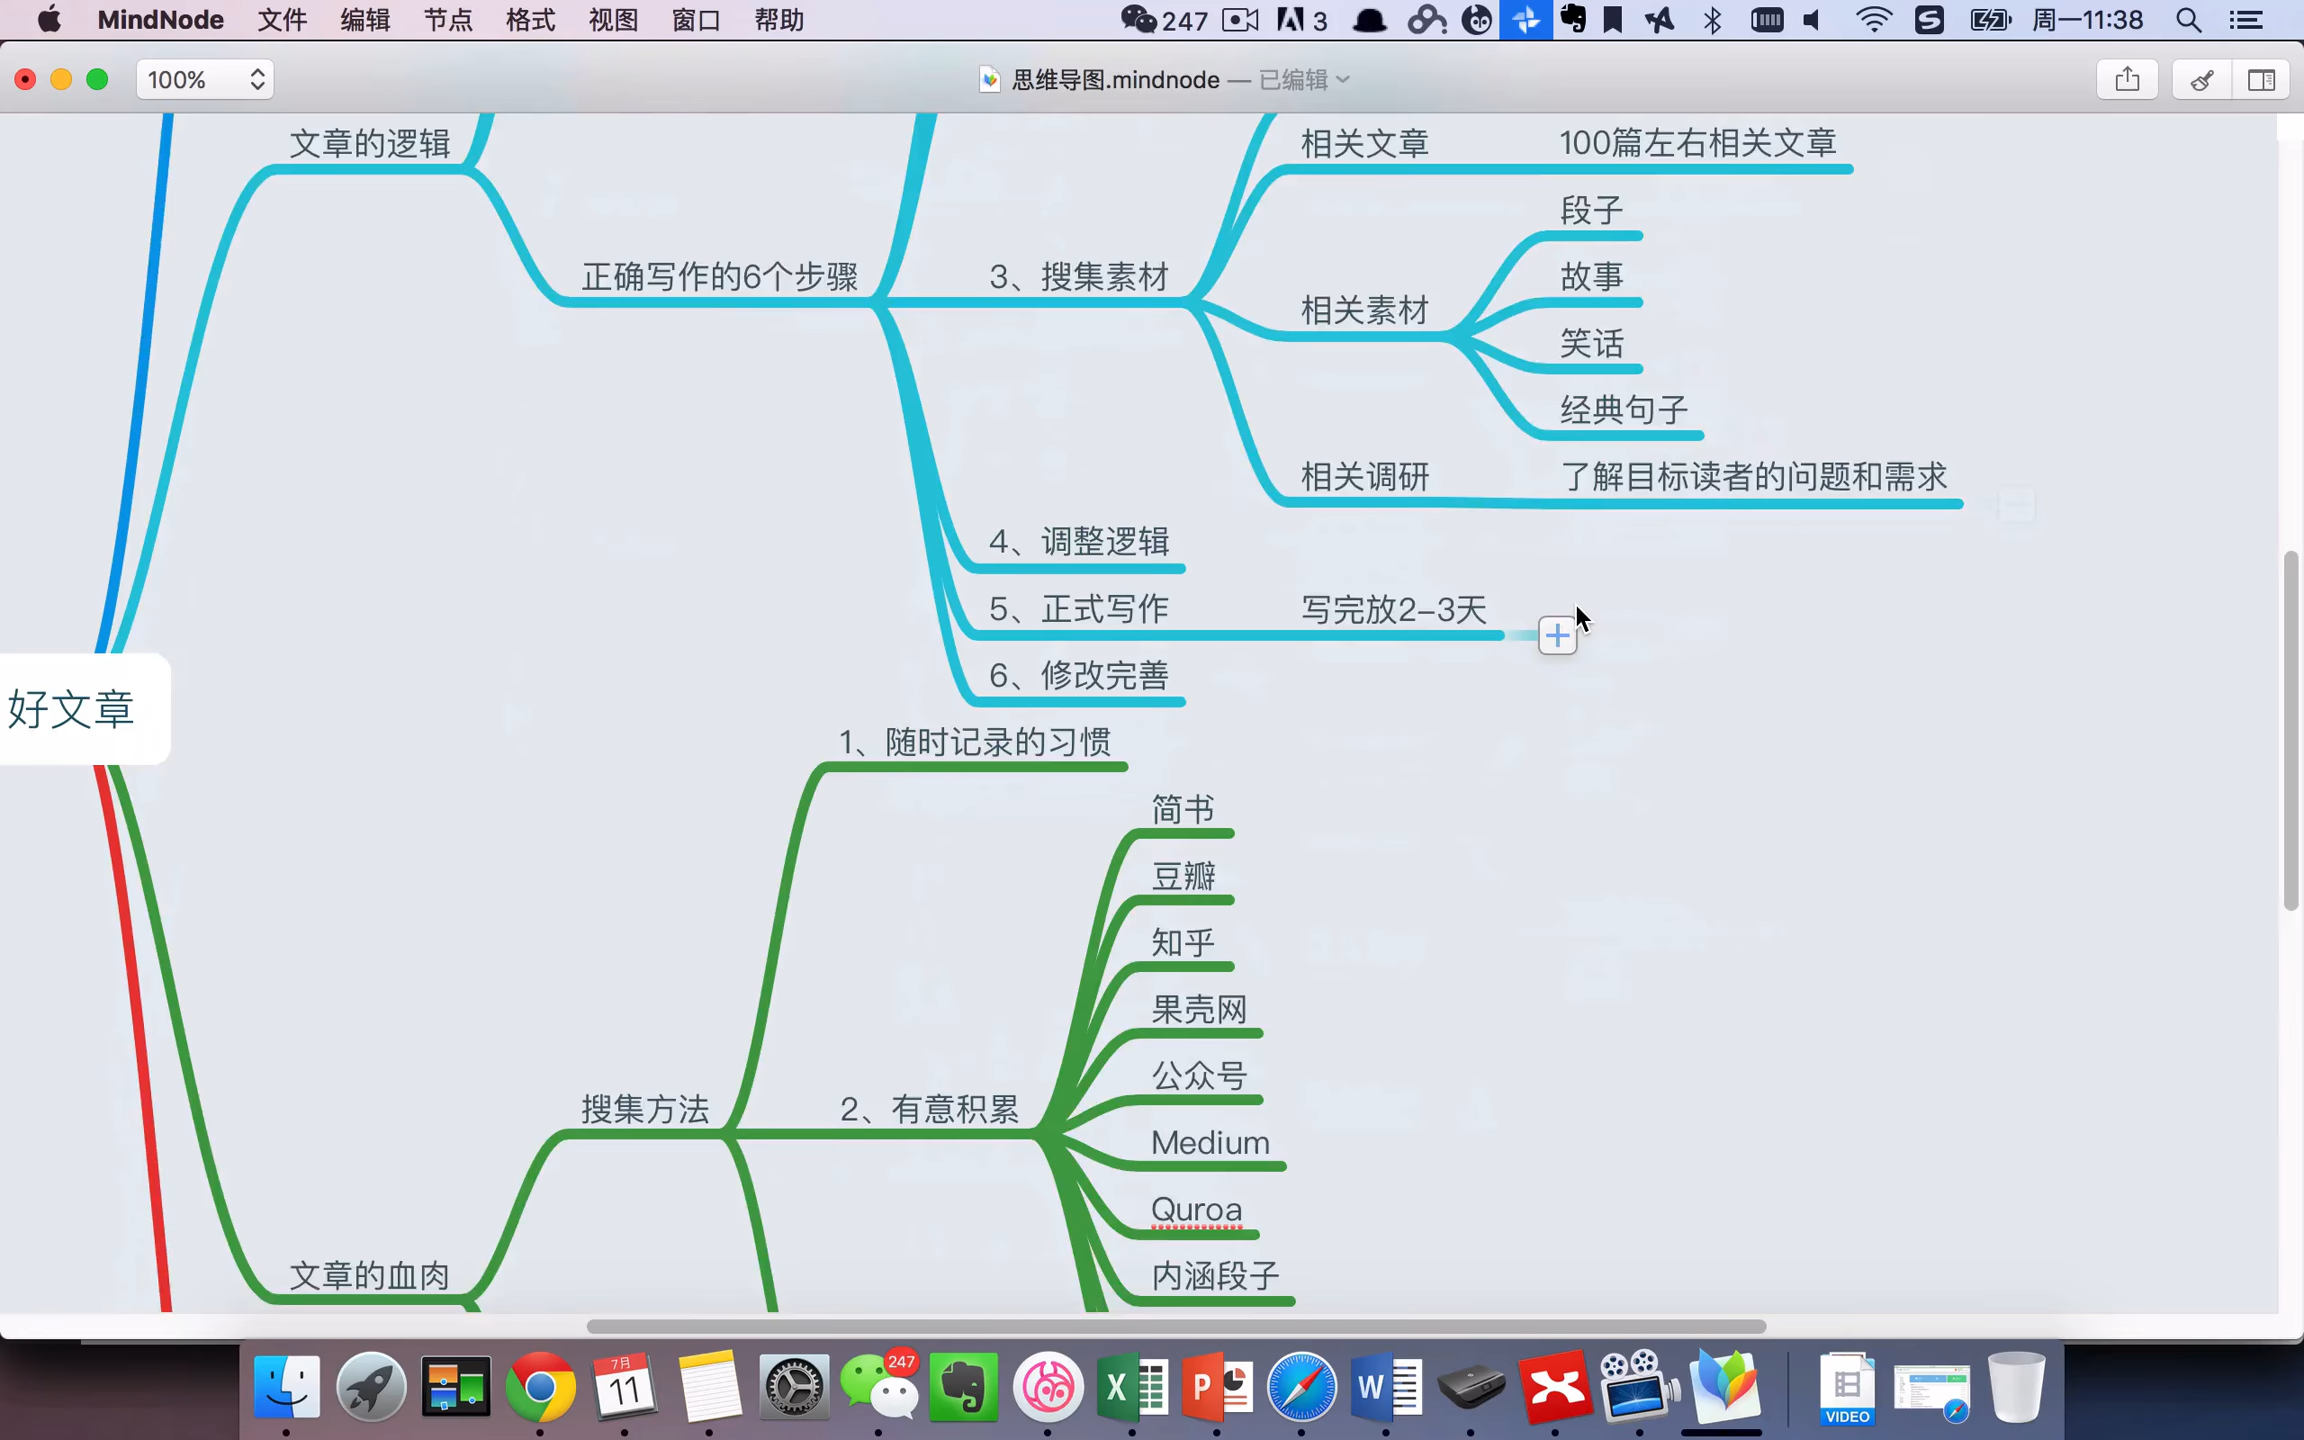 MindNode 文件 编辑 节点 格式 视图 窗口 帮助 247 3 周一11:38
100% 思维导图.mindnode — 已编辑
文章的逻辑 相关文章 100篇左右相关文章
段子
正确写作的6个步骤 3、搜集素材 故事
相关素材
笑话
经典句子
相关调研 了解目标读者的问题和需求
4、调整逻辑
5、正式写作 写完放2-3天
6、修改完善
好文章
1、随时记录的习惯
简书
豆瓣
知乎
果壳网
公众号
搜集方法 2、有意积累
Medium
Quroa
文章的血肉 内涵段子
7月
11
247
VIDEO